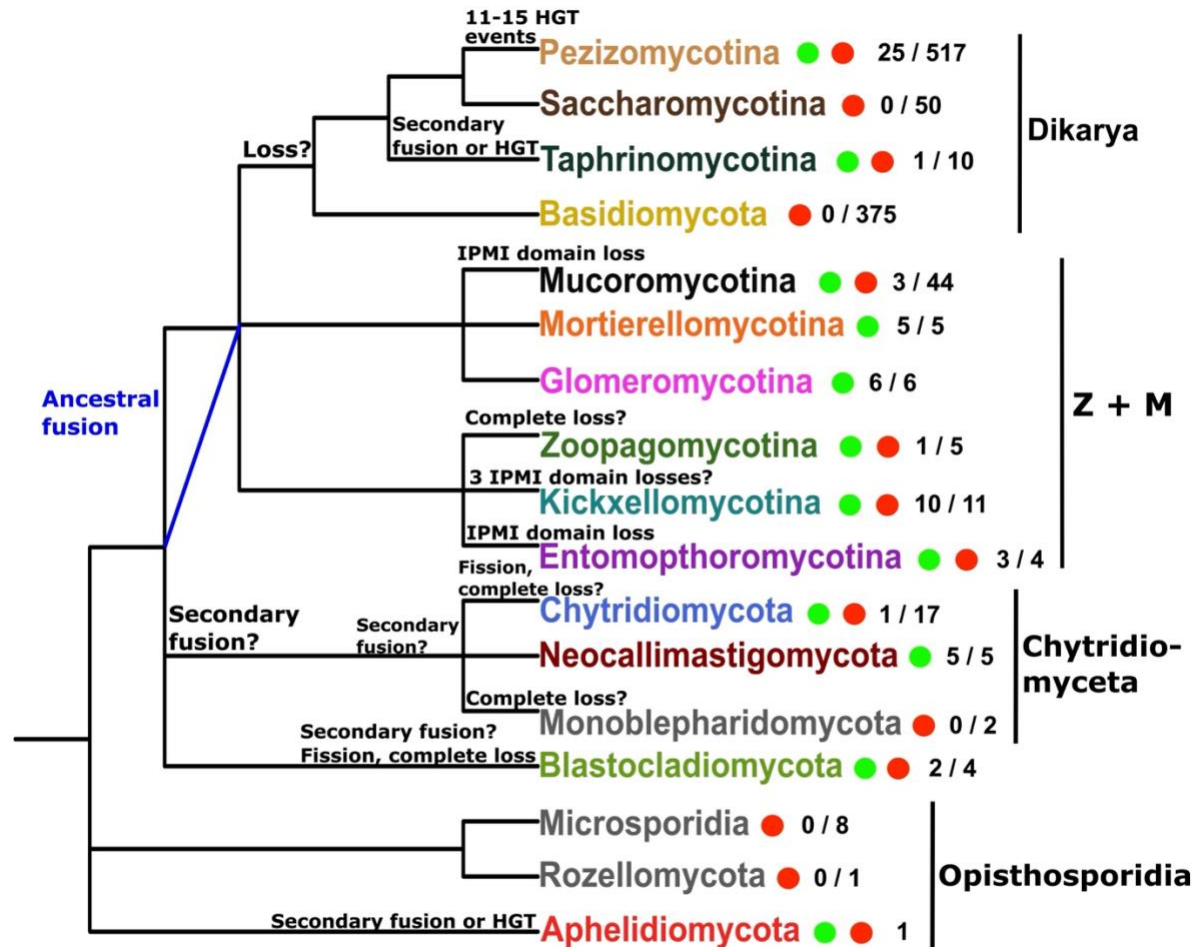 11-15 HGT
events
Pezizomycotina 25 / 517
Saccharomycotina 0 / 50
Secondary
fusion or HGT
Taphrinomycotina 1 / 10
Loss?
Basidiomycota 0 / 375
Dikarya
IPMI domain loss
Mucoromycotina 3 / 44
Mortierellomycotina 5 / 5
Glomeromycotina 6 / 6
Ancestral
fusion
Complete loss?
Zoopagomycotina 1 / 5
3 IPMI domain losses?
Kickxellomycotina 10 / 11
IPMI domain loss
Entomopthoromycotina 3 / 4
Z + M
Fission,
complete loss?
Chytridiomycota 1 / 17
Secondary
fusion?
Secondary
fusion?
Neocallimastigomycota 5 / 5
Complete loss?
Monoblepharidomycota 0 / 2
Chytridio-
myceta
Secondary fusion?
Fission, complete loss
Blastocladiomycota 2 / 4
Microsporidia 0 / 8
Rozellomycota 0 / 1
Secondary fusion or HGT
Aphelidiomycota 1
Opisthosporidia